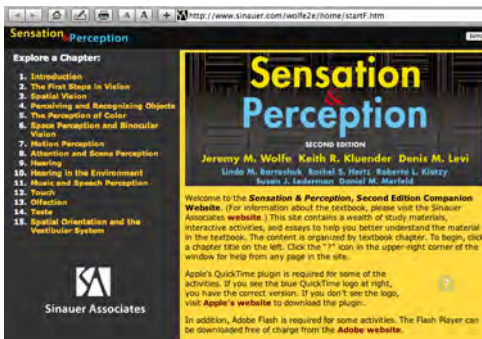 A A +
http://www.sinauer.com/wolfe2e/home/startF.htm
Sensation & Perception
Explore a Chapter:
1. Introduction
2. The First Steps in Vision
3. Spatial Vision
4. Perceiving and Recognizing Objects
5. The Perception of Color
6. Space Perception and Binocular
Vision
7. Motion Perception
8. Attention and Scene Perception
9. Hearing
10. Hearing in the Environment
11. Music and Speech Perception
12. Touch
13. Olfaction
14. Taste
15. Spatial Orientation and the
Vestibular System
SA
Sinauer Associates
Sensation
&
Perception
SECOND EDITION
Jeremy M. Wolfe Keith R. Kluender Denis M. Levi
Linda M. Bartoshuk Rachel S. Herz Roberta L. Klatzky
Susan J. Lederman Daniel M. Merfeld
Welcome to the Sensation & Perception, Second Edition Companion
Website. (For information about the textbook, please visit the Sinauer
Associates website.) This site contains a wealth of study materials,
interactive activities, and essays to help you better understand the material
in the textbook. The content is organized by textbook chapter. To begin, click
a chapter title on the left. Click the "?" icon in the upper-right corner of the
window for help from any page in the site.
Apple's QuickTime plugin is required for some of the
activities. If you see the blue QuickTime logo at right,
you have the correct version. If you don't see the logo,
visit Apple's website to download the plugin.
?
In addition, Adobe Flash is required for some activities. The Flash Player can
be downloaded free of charge from the Adobe website.